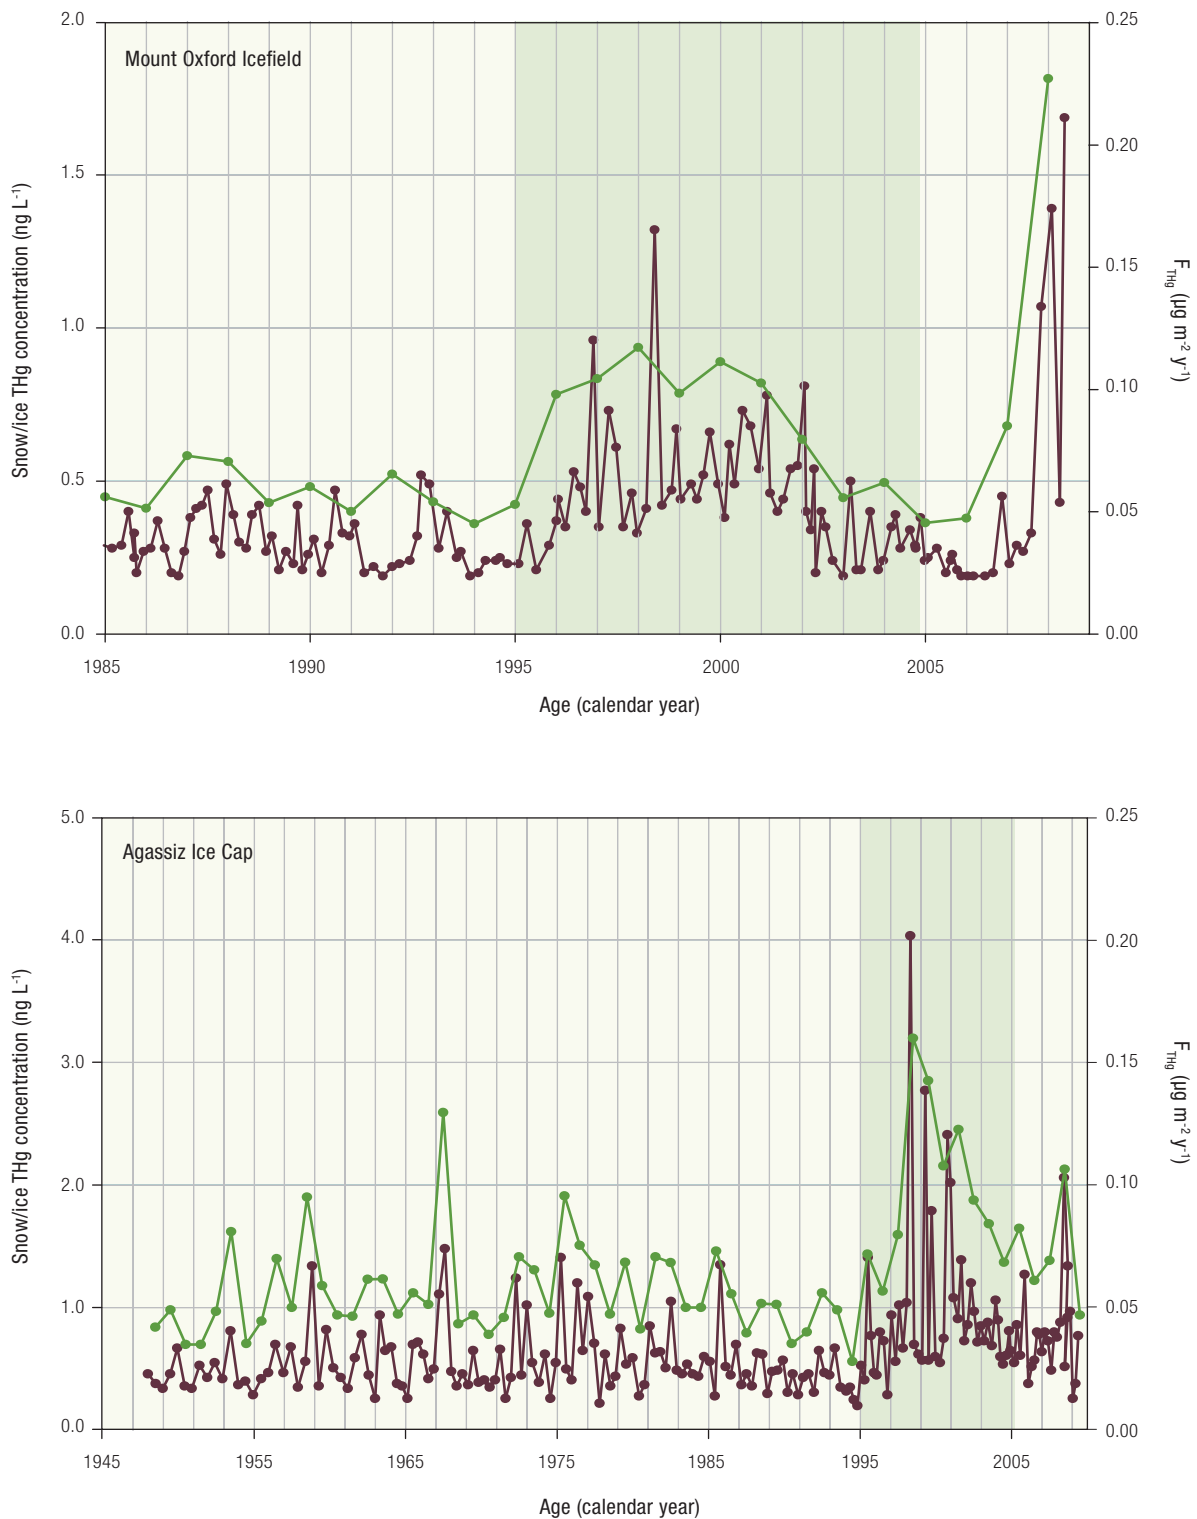 Mount Oxford Icefield
Snow/ice THg concentration (ng L-1)
2.0
1.5
1.0
0.5
0.0
0.25
0.20
0.15
0.10
0.05
0.00
F THg (µg m-2 y-1)
1985 1990 1995 2000 2005
Age (calendar year)
Agassiz Ice Cap
Snow/ice THg concentration (ng L-1)
5.0
4.0
3.0
2.0
1.0
0.0
0.25
0.20
0.15
0.10
0.05
0.00
F THg (µg m-2 y-1)
1945 1955 1965 1975 1985 1995 2005
Age (calendar year)